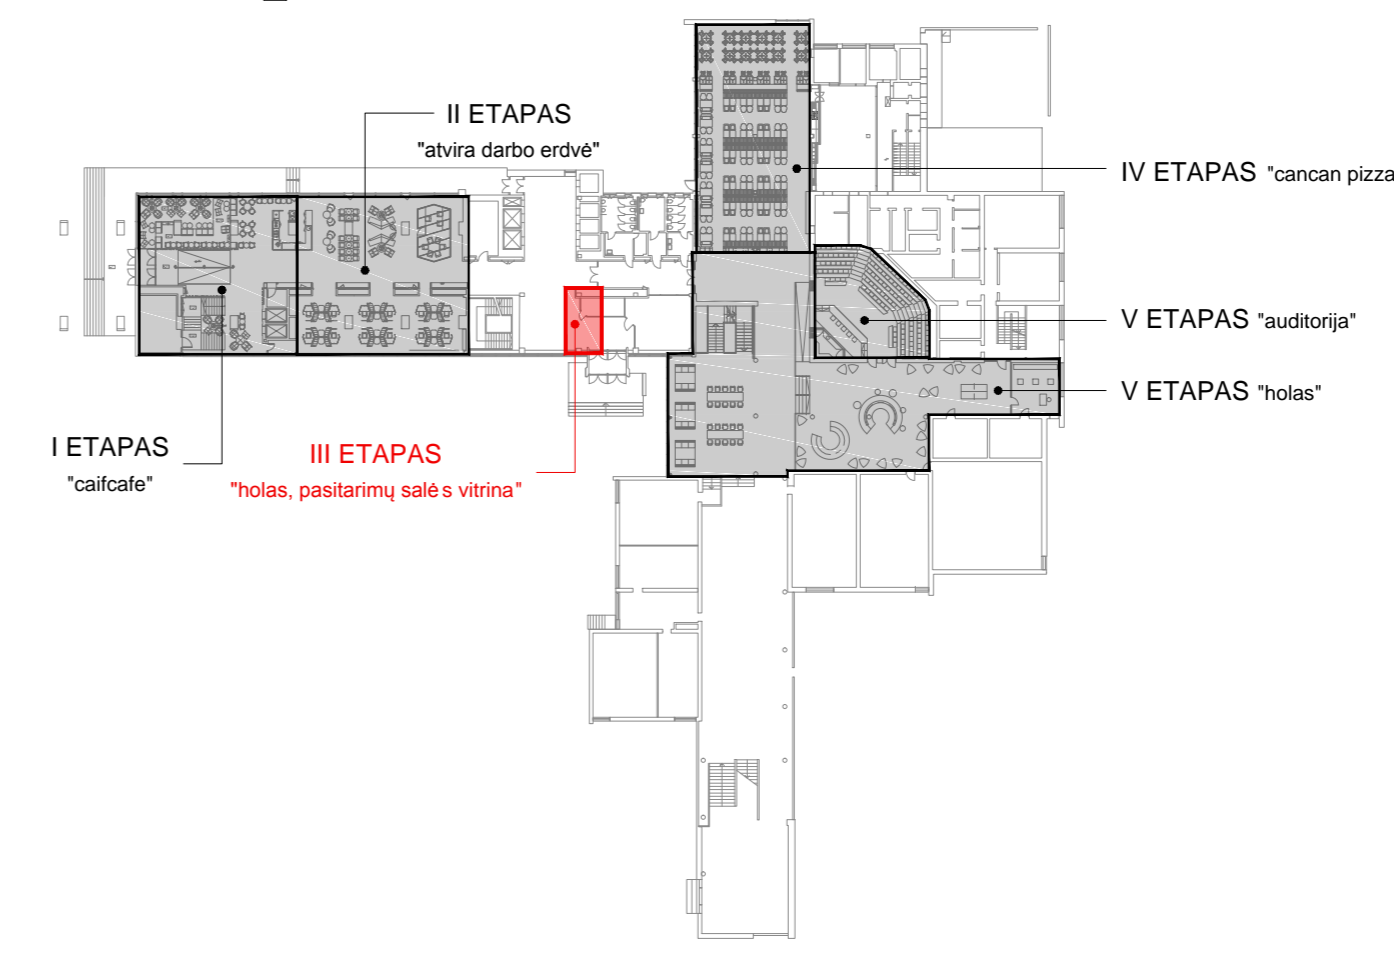 II ETAPAS
"atvira darbo erdvė"
IV ETAPAS "cancan pizza
V ETAPAS "auditorija"
V ETAPAS "holas"
I ETAPAS
"caifcafe"
III ETAPAS
"holas, pasitarimų salės vitrina"